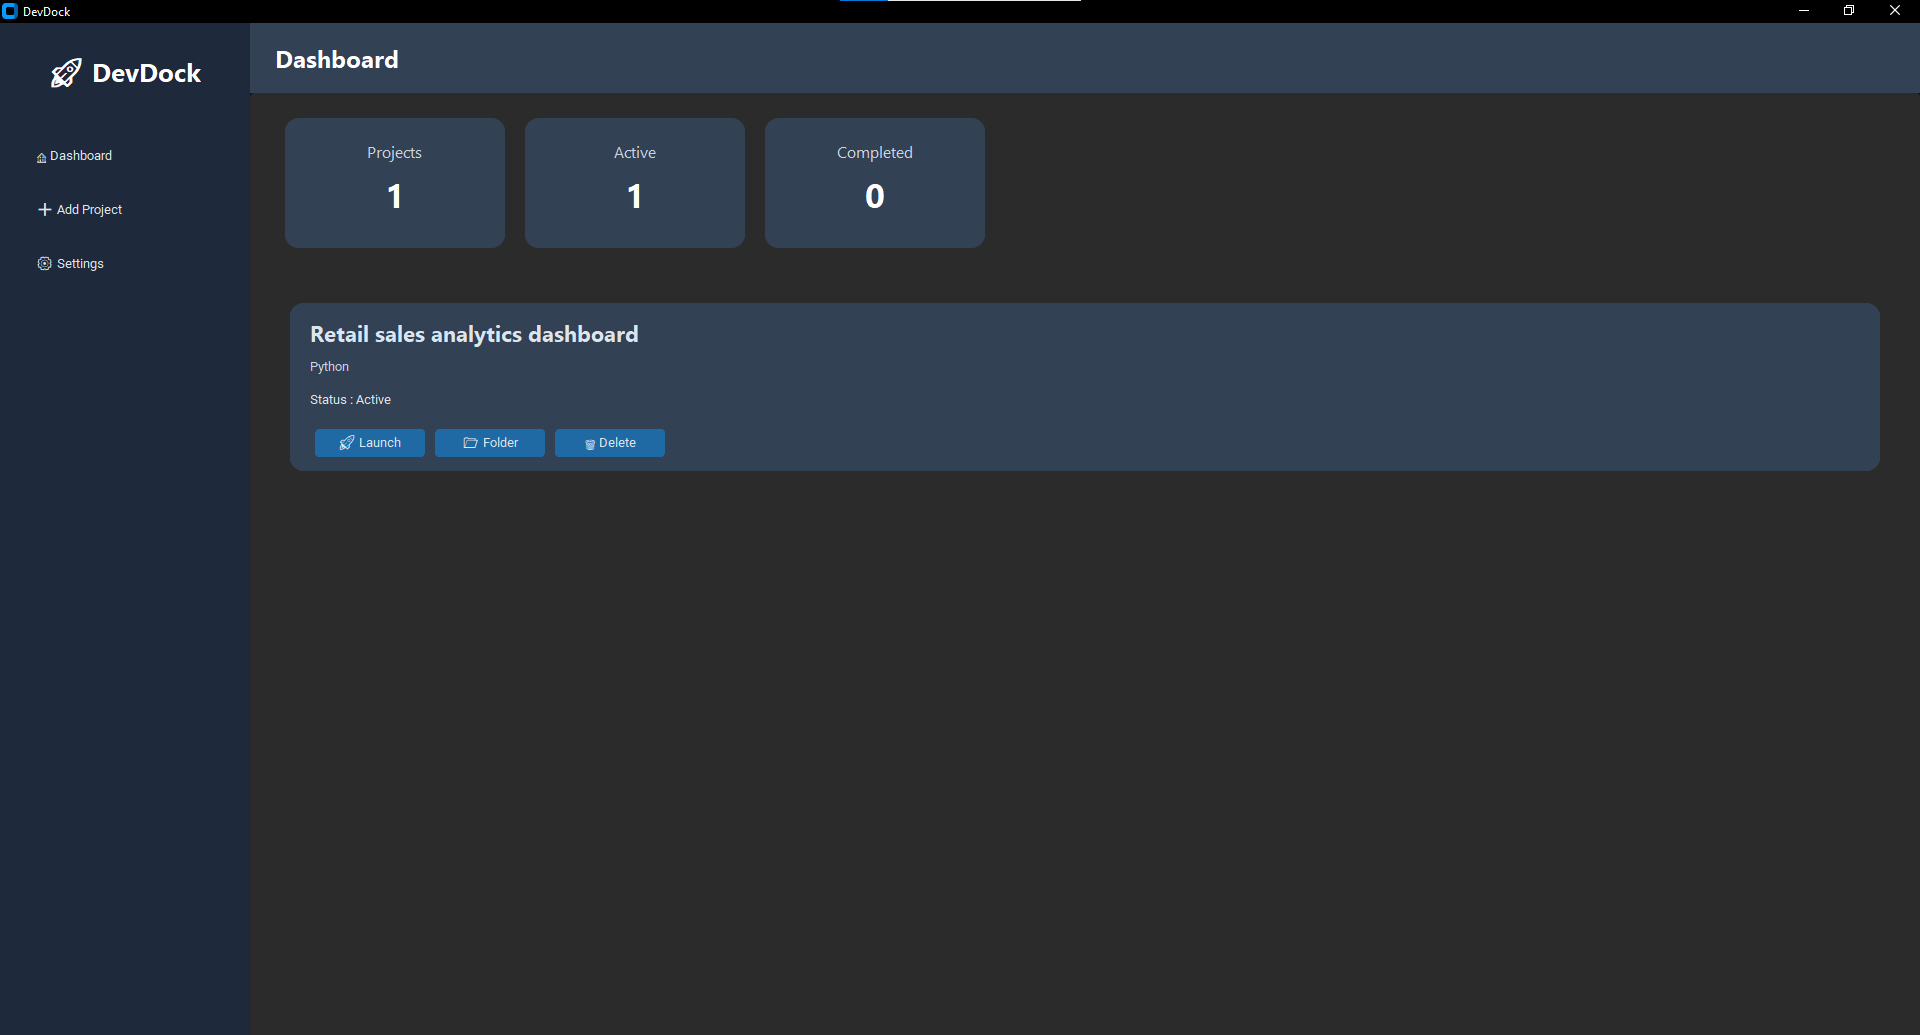 DevDock
DevDock
Dashboard
Add Project
Settings
Dashboard
Projects
1
Active
1
Completed
0
Retail sales analytics dashboard
Python
Status : Active
Launch
Folder
Delete